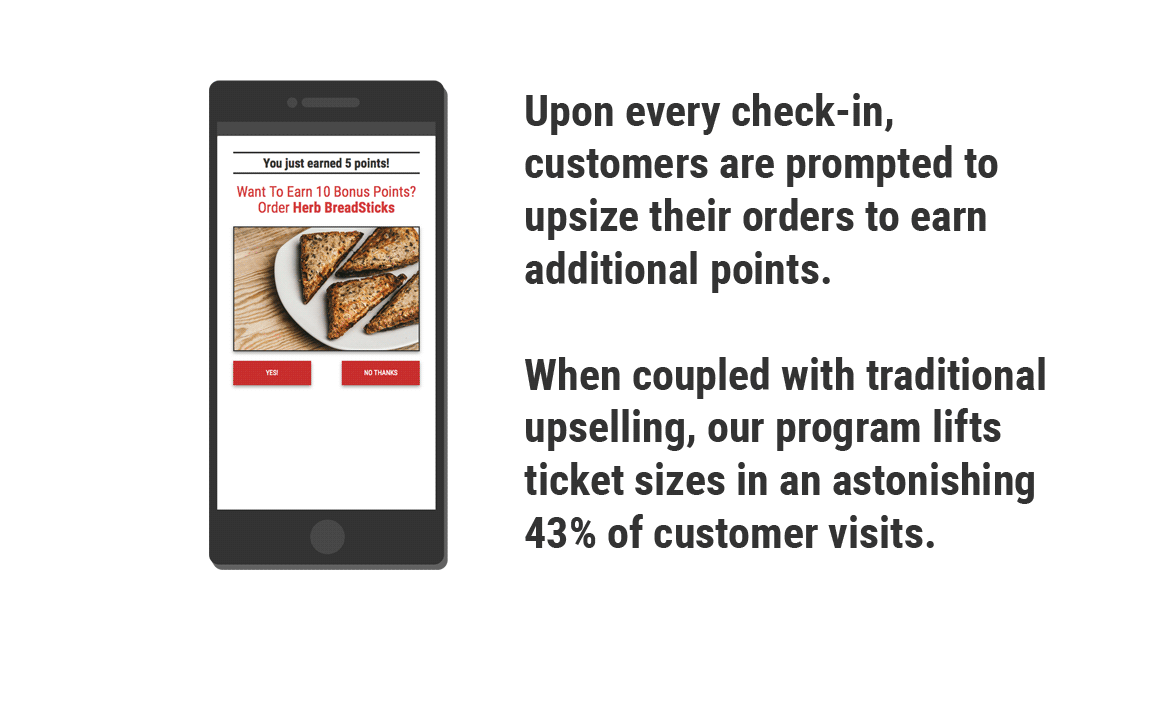 You just earned 5 points!
Want To Earn 10 Bonus Points?
Order Herb BreadSticks
YES!
NO THANKS
Upon every check-in,
customers are prompted to
upsize their orders to earn
additional points.
When coupled with traditional
upselling, our program lifts
ticket sizes in an astonishing
43% of customer visits.